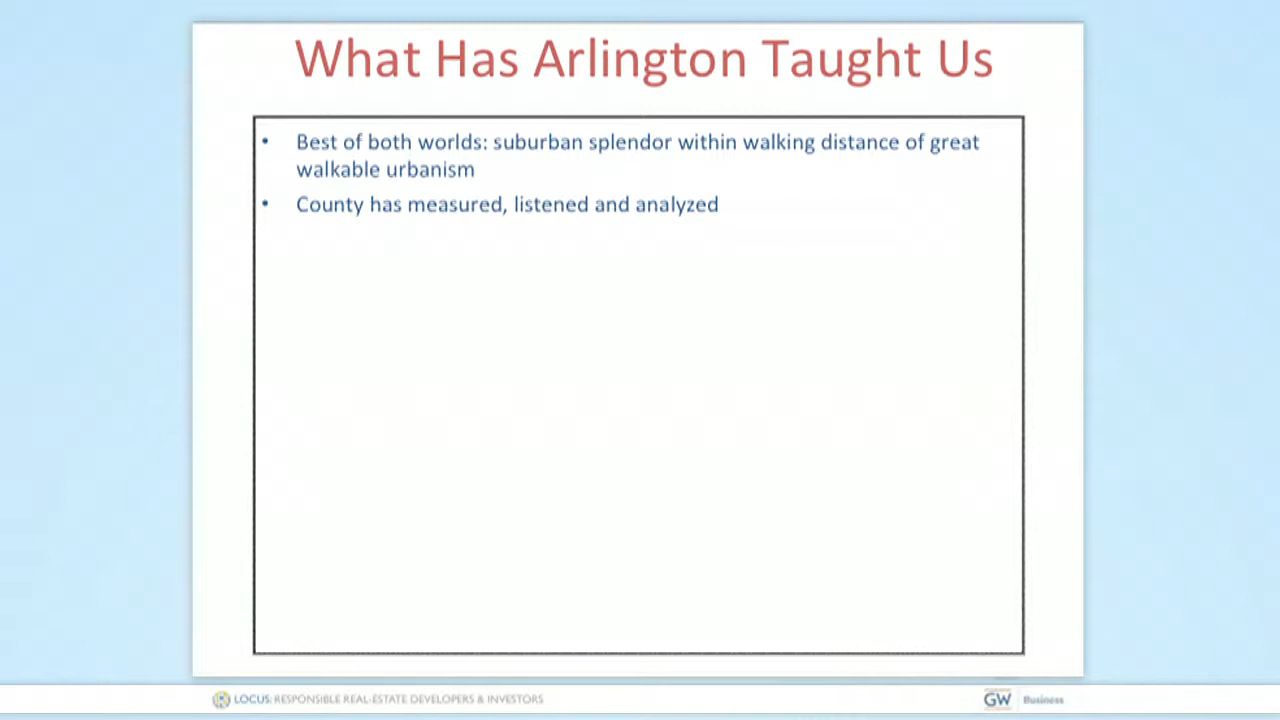 What Has Arlington Taught Us
• Best of both worlds: suburban splendor within walking distance of great
walkable urbanism
• County has measured, listened and analyzed
LOCUS: RESPONSIBLE REAL-ESTATE DEVELOPERS & INVESTORS
GW Business